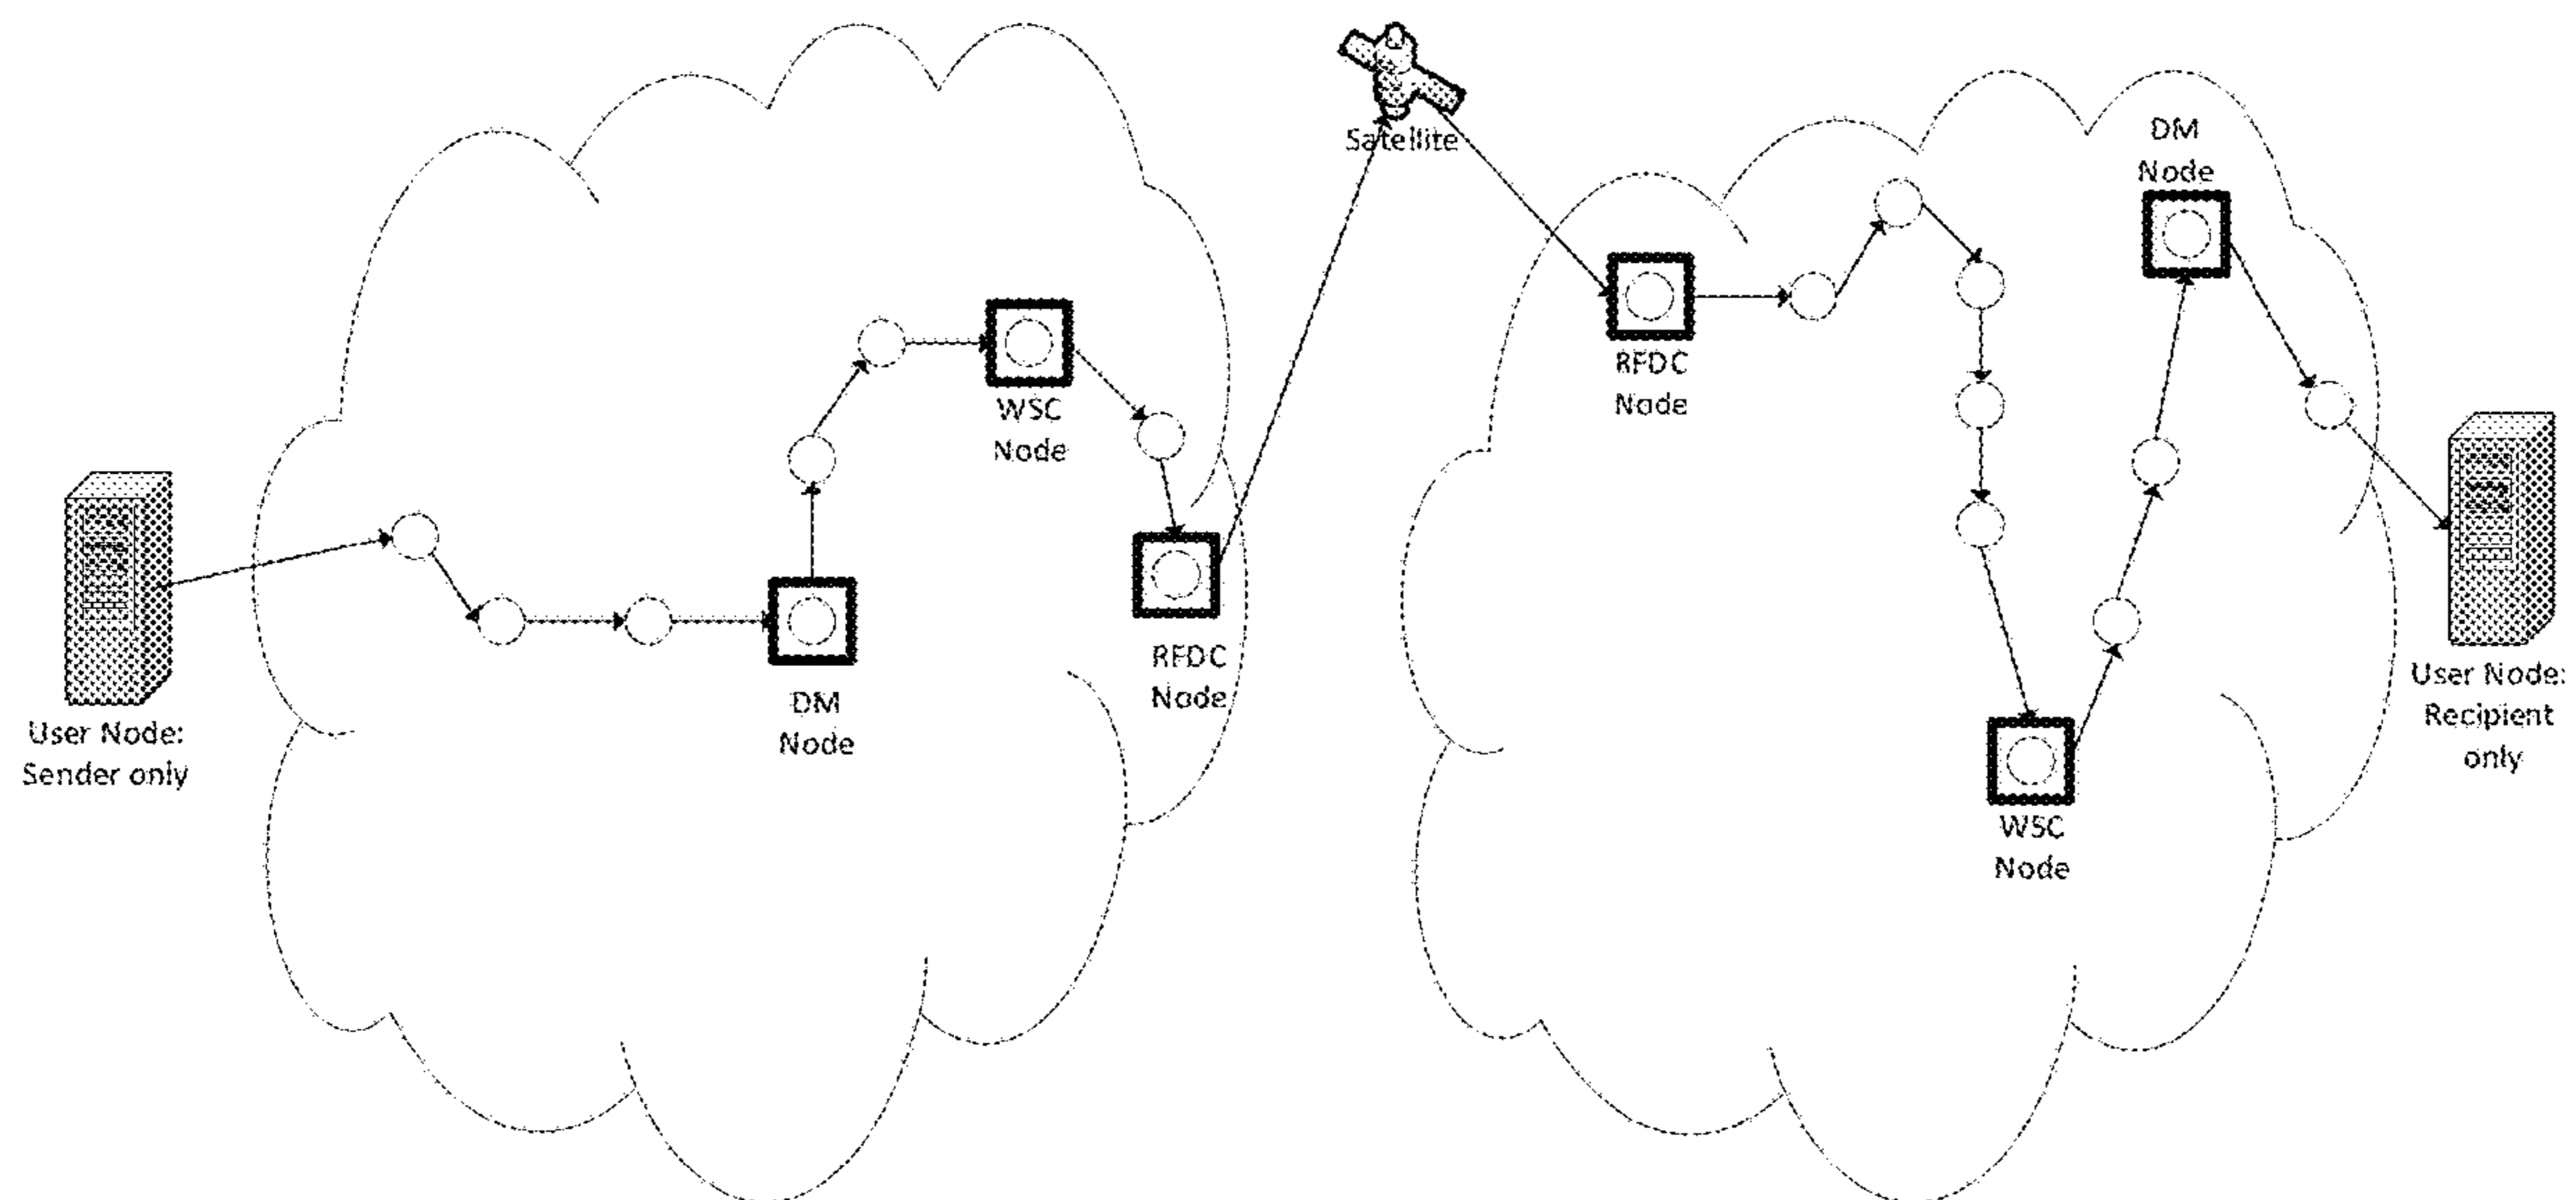 Satellite
DM
Node
WSC
Node
RFDC
Node
RFDC
Node
DM
Node
User Node:
Sender only
User Node:
Recipient
only
WSC
Node